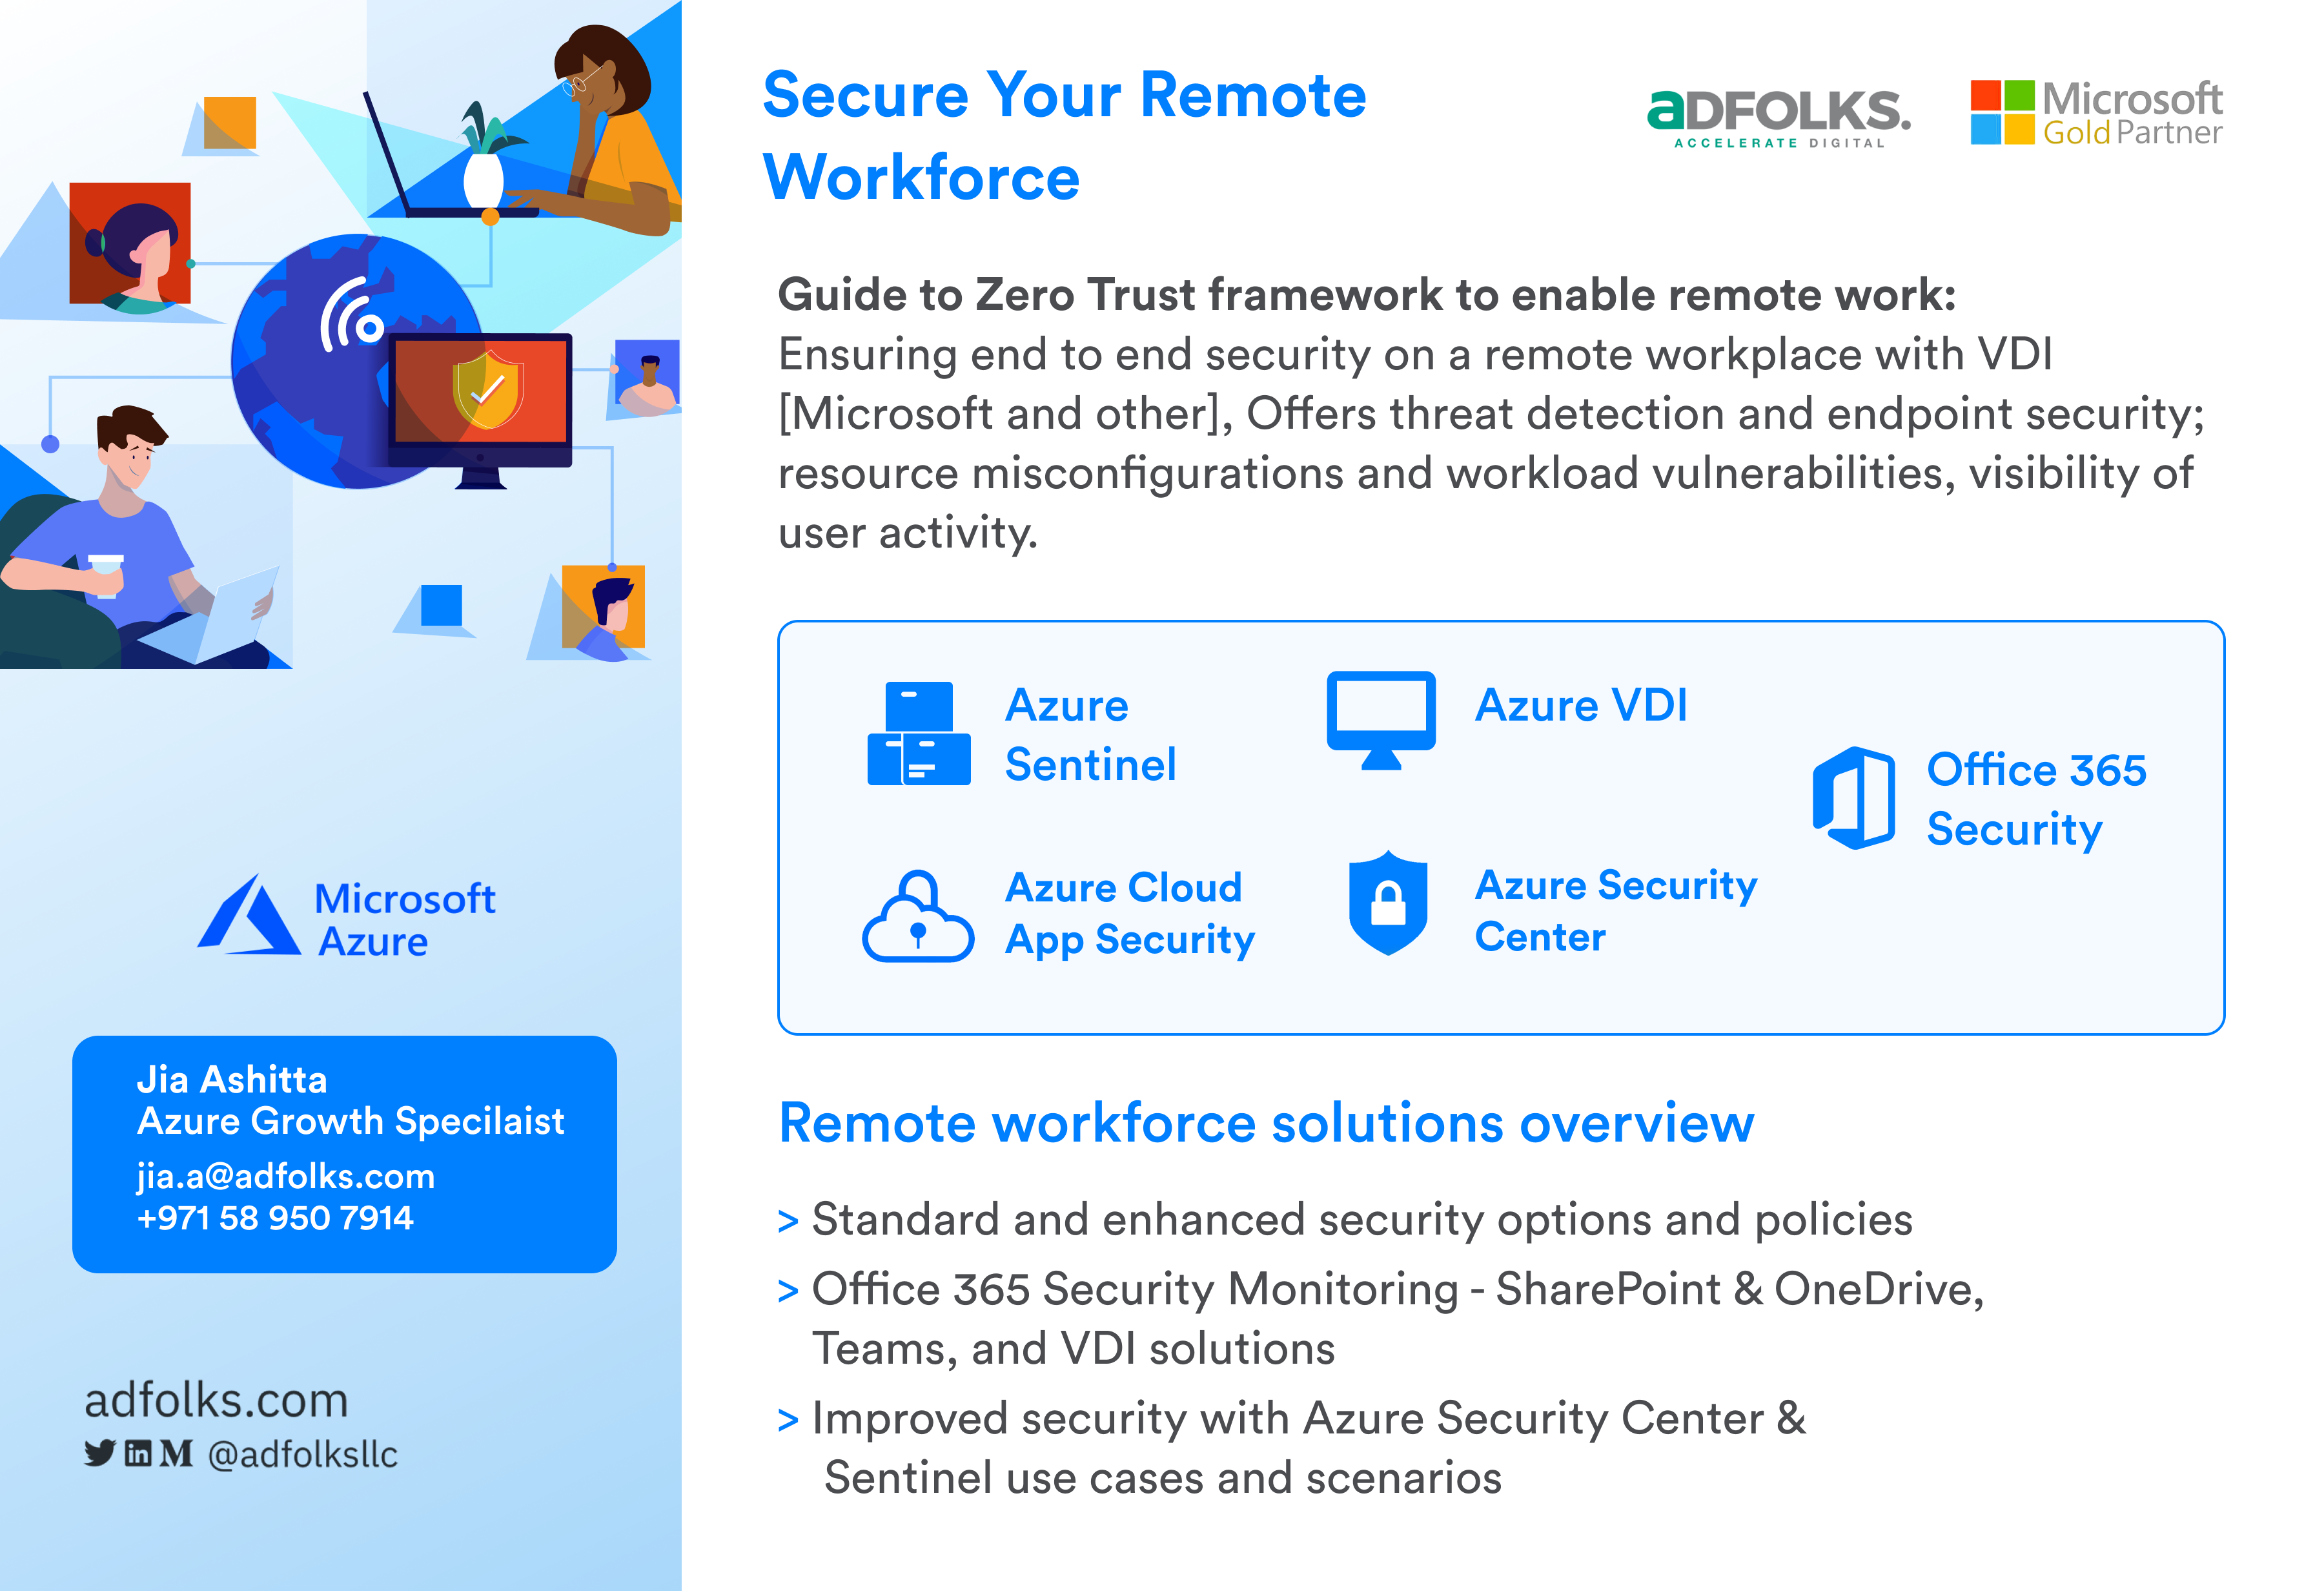 Secure Your Remote
Workforce
aDFOLKS.
ACCELERATE DIGITAL
Microsoft
Gold Partner
Guide to Zero Trust framework to enable remote work:
Ensuring end to end security on a remote workplace with VDI
[Microsoft and other], Offers threat detection and endpoint security;
resource misconfigurations and workload vulnerabilities, visibility of
user activity.
Azure
Sentinel
Azure VDI
Office 365
Security
Azure Cloud
App Security
Azure Security
Center
Remote workforce solutions overview
> Standard and enhanced security options and policies
> Office 365 Security Monitoring - SharePoint & OneDrive,
Teams, and VDI solutions
> Improved security with Azure Security Center &
Sentinel use cases and scenarios
Microsoft
Azure
Jia Ashitta
Azure Growth Specilaist
jia.a@adfolks.com
+971 58 950 7914
adfolks.com
in M @adfolksllc